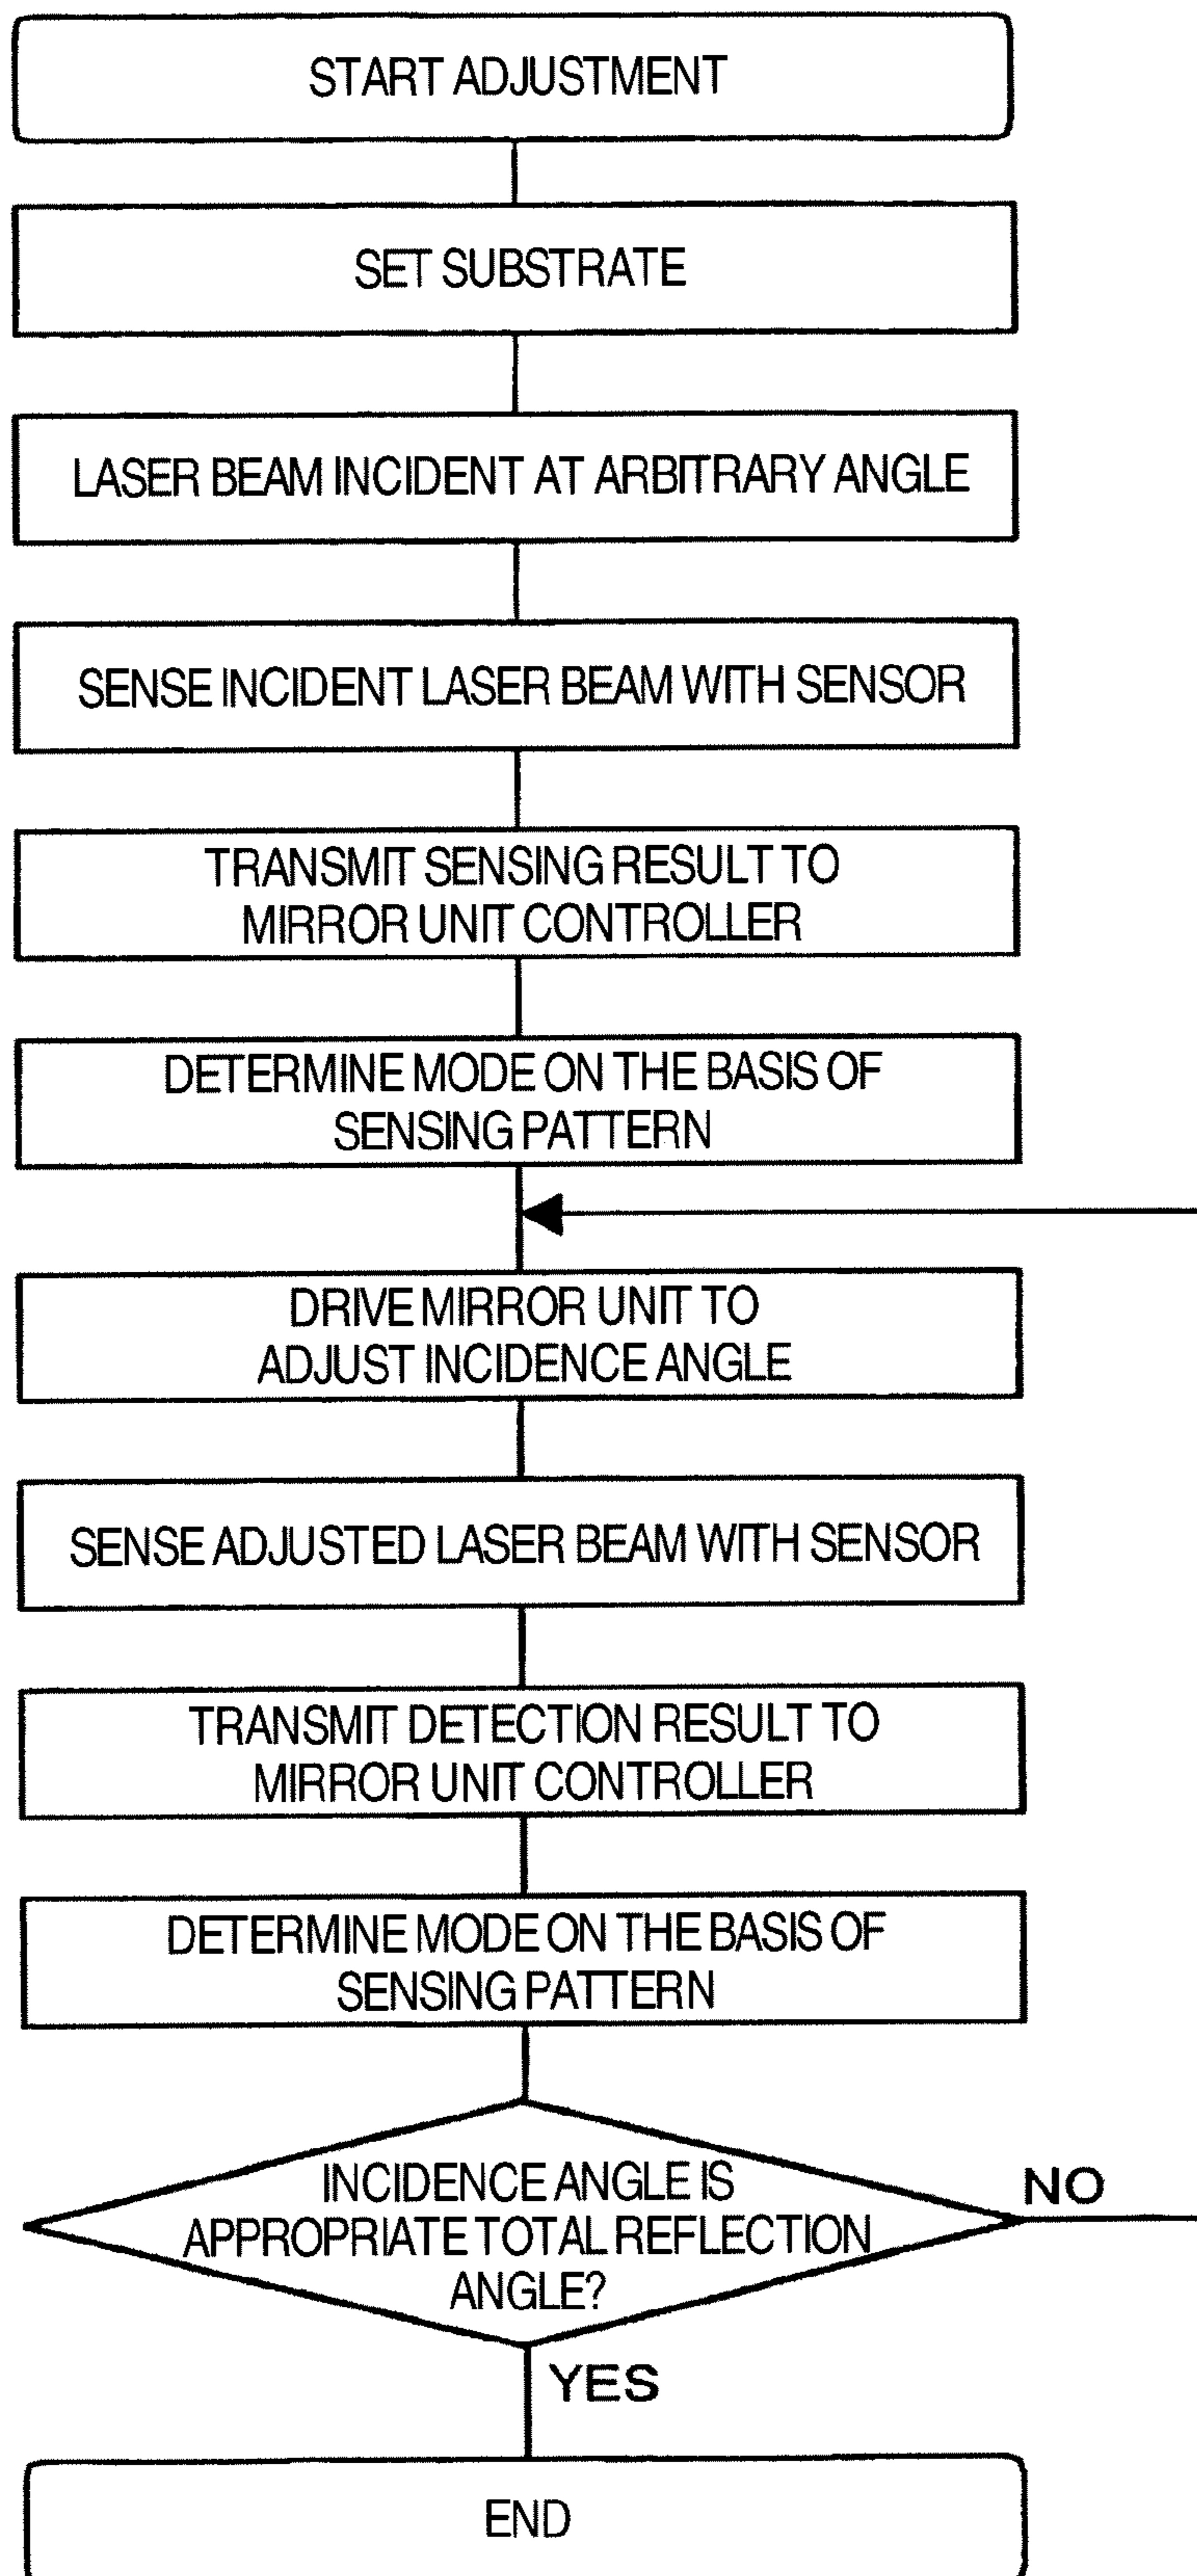 START ADJUSTMENT
SET SUBSTRATE
LASER BEAM INCIDENT AT ARBITRARY ANGLE
SENSE INCIDENT LASER BEAM WITH SENSOR
TRANSMIT SENSING RESULT TO
MIRROR UNIT CONTROLLER
DETERMINE MODE ON THE BASIS OF
SENSING PATTERN
DRIVE MIRROR UNIT TO
ADJUST INCIDENCE ANGLE
SENSE ADJUSTED LASER BEAM WITH SENSOR
TRANSMIT DETECTION RESULT TO
MIRROR UNIT CONTROLLER
DETERMINE MODE ON THE BASIS OF
SENSING PATTERN
INCIDENCE ANGLE IS
APPROPRIATE TOTAL REFLECTION
ANGLE?
NO
YES
END